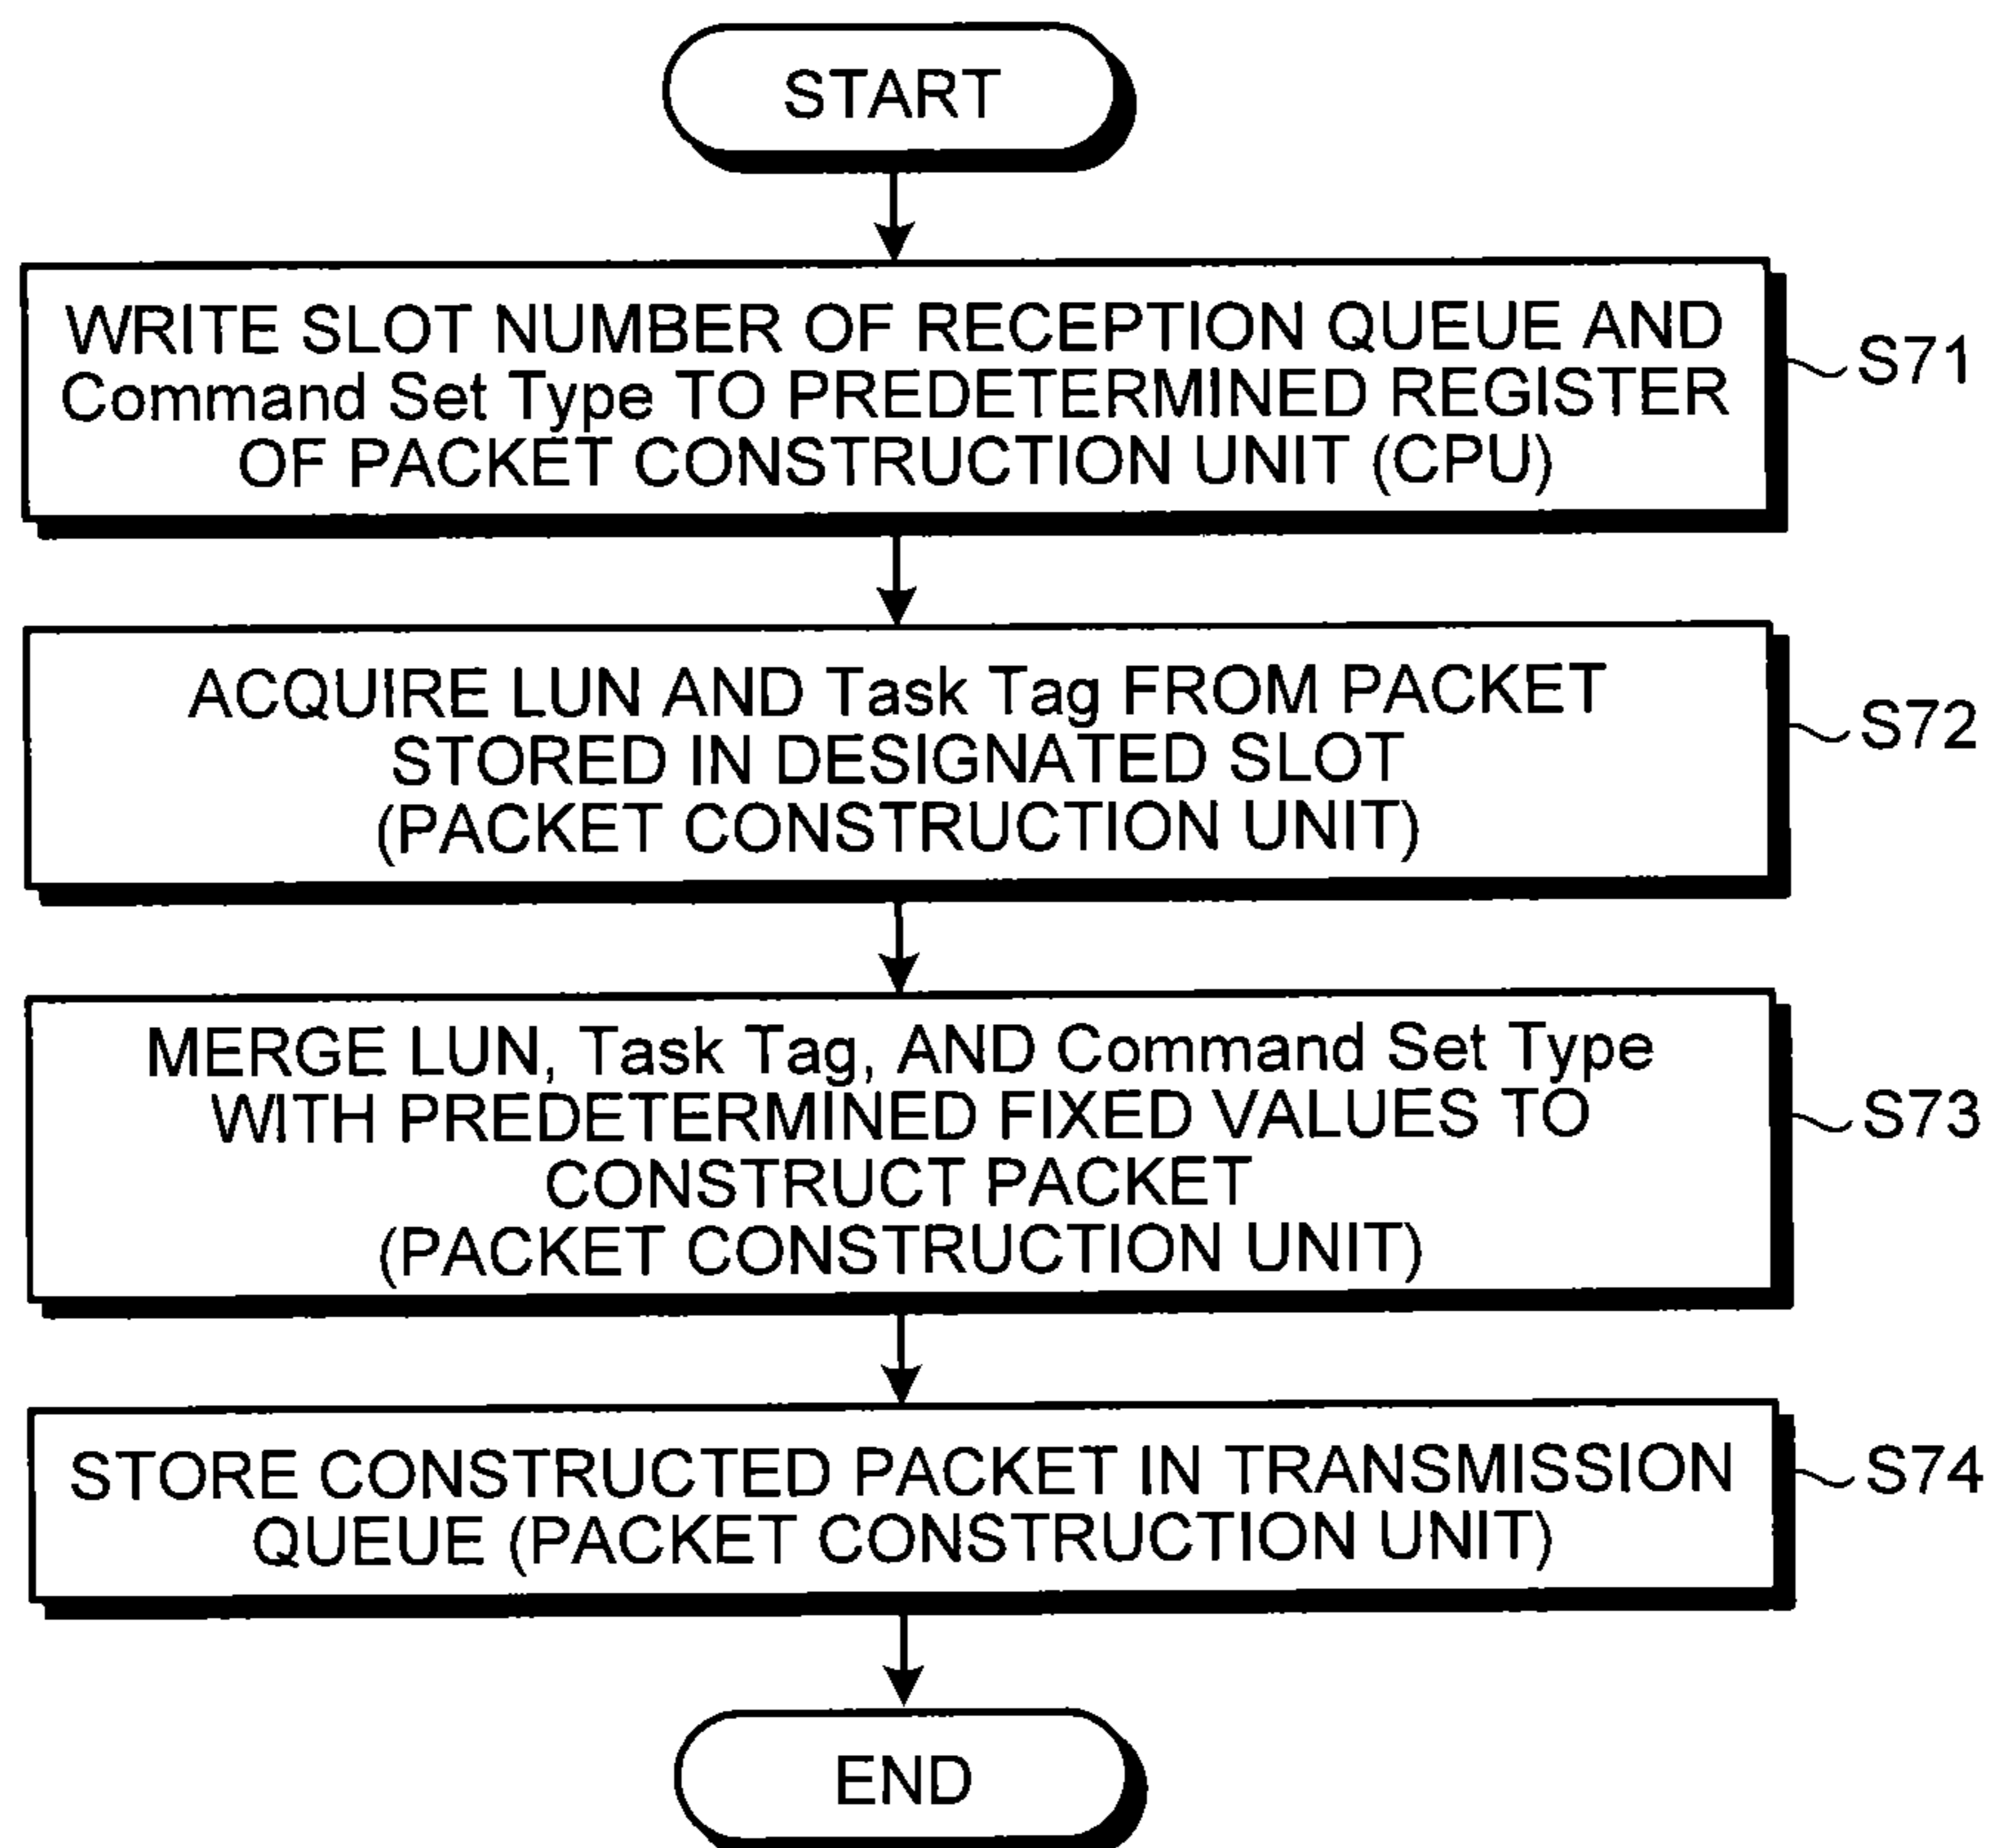 START
WRITE SLOT NUMBER OF RECEPTION QUEUE AND
Command Set Type TO PREDETERMINED REGISTER
OF PACKET CONSTRUCTION UNIT (CPU)
S71
ACQUIRE LUN AND Task Tag FROM PACKET
STORED IN DESIGNATED SLOT
(PACKET CONSTRUCTION UNIT)
S72
MERGE LUN, Task Tag, AND Command Set Type
WITH PREDETERMINED FIXED VALUES TO
CONSTRUCT PACKET
(PACKET CONSTRUCTION UNIT)
S73
STORE CONSTRUCTED PACKET IN TRANSMISSION
QUEUE (PACKET CONSTRUCTION UNIT)
S74
END